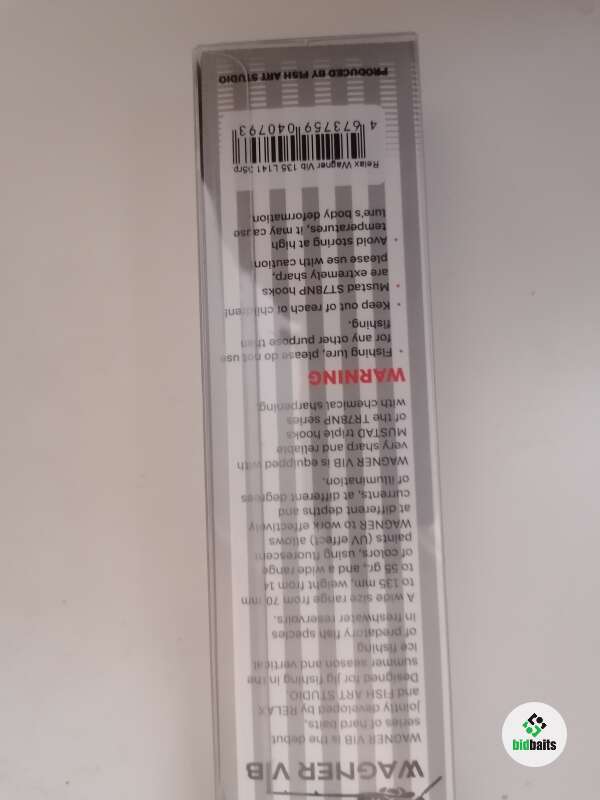 WAGNER VIB
WAGNER VIB is the debut
series of hard baits,
jointly developed by RELAX
and FISH ART STUDIO.
Designed for jig fishing in the
summer season and vertical
ice fishing
of predatory fish species
in freshwater reservoirs.
A wide size range from 70 mm
to 135 mm, weight from 14
to 55 gr., and a wide range
of colors, using fluorescent
paints (UV effect) allows
WAGNER to work effectively
at different depths and
currents, at different degrees
of illumination.
WAGNER VIB is equipped with
very sharp and reliable
MUSTAD triple hooks
of the TR78NP series
with chemical sharpening.
WARNING
• Fishing lure, please do not use
for any other purpose than
fishing.
• Keep out of reach of children!
• Mustad ST78NP hooks
are extremely sharp,
please use with caution
• Avoid storing at high
temperatures, it may cause
lure's body deformation.
Relax Wagner Vib 135 L141
4 673759 040793
PRODUCED BY FISH ART STUDIO
bidbaits